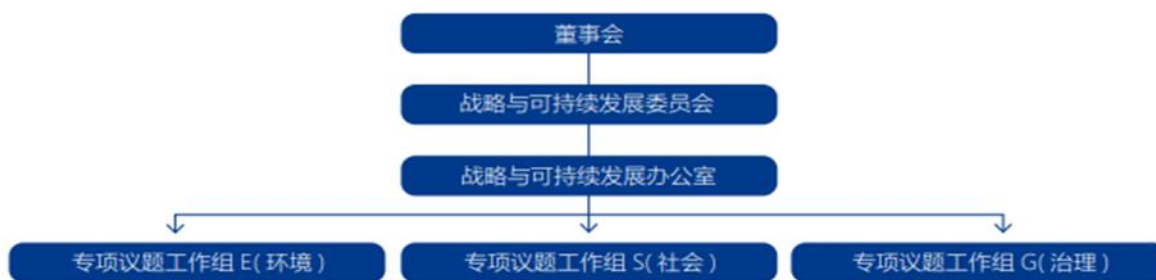 董事会
战略与可持续发展委员会
战略与可持续发展办公室
专项议题工作组 E( 环境 )
专项议题工作组 S( 社会 )
专项议题工作组 G( 治理 )